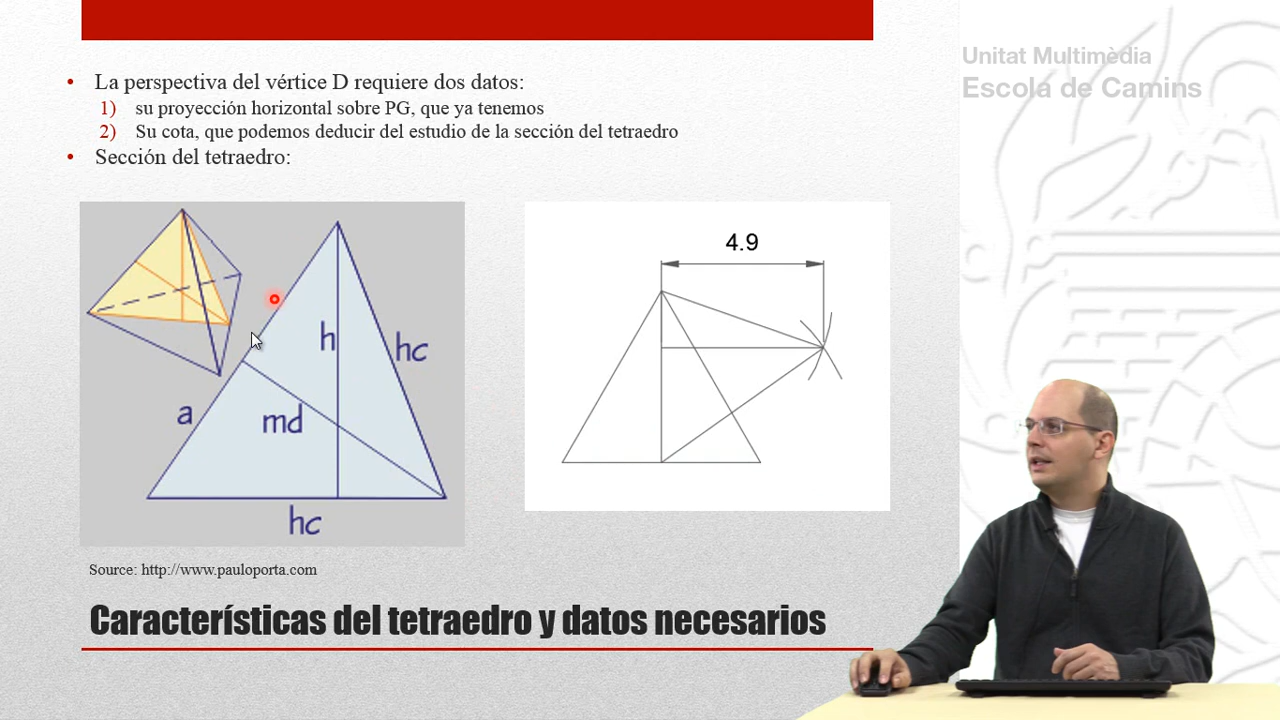 • La perspectiva del vértice D requiere dos datos:
1) su proyección horizontal sobre PG, que ya tenemos
2) Su cota, que podemos deducir del estudio de la sección del tetraedro
• Sección del tetraedro:
Unitat Multimèdia
Escola de Camins
h
hc
a
md
hc
4.9
Source: http://www.pauloporta.com
Características del tetraedro y datos necesarios